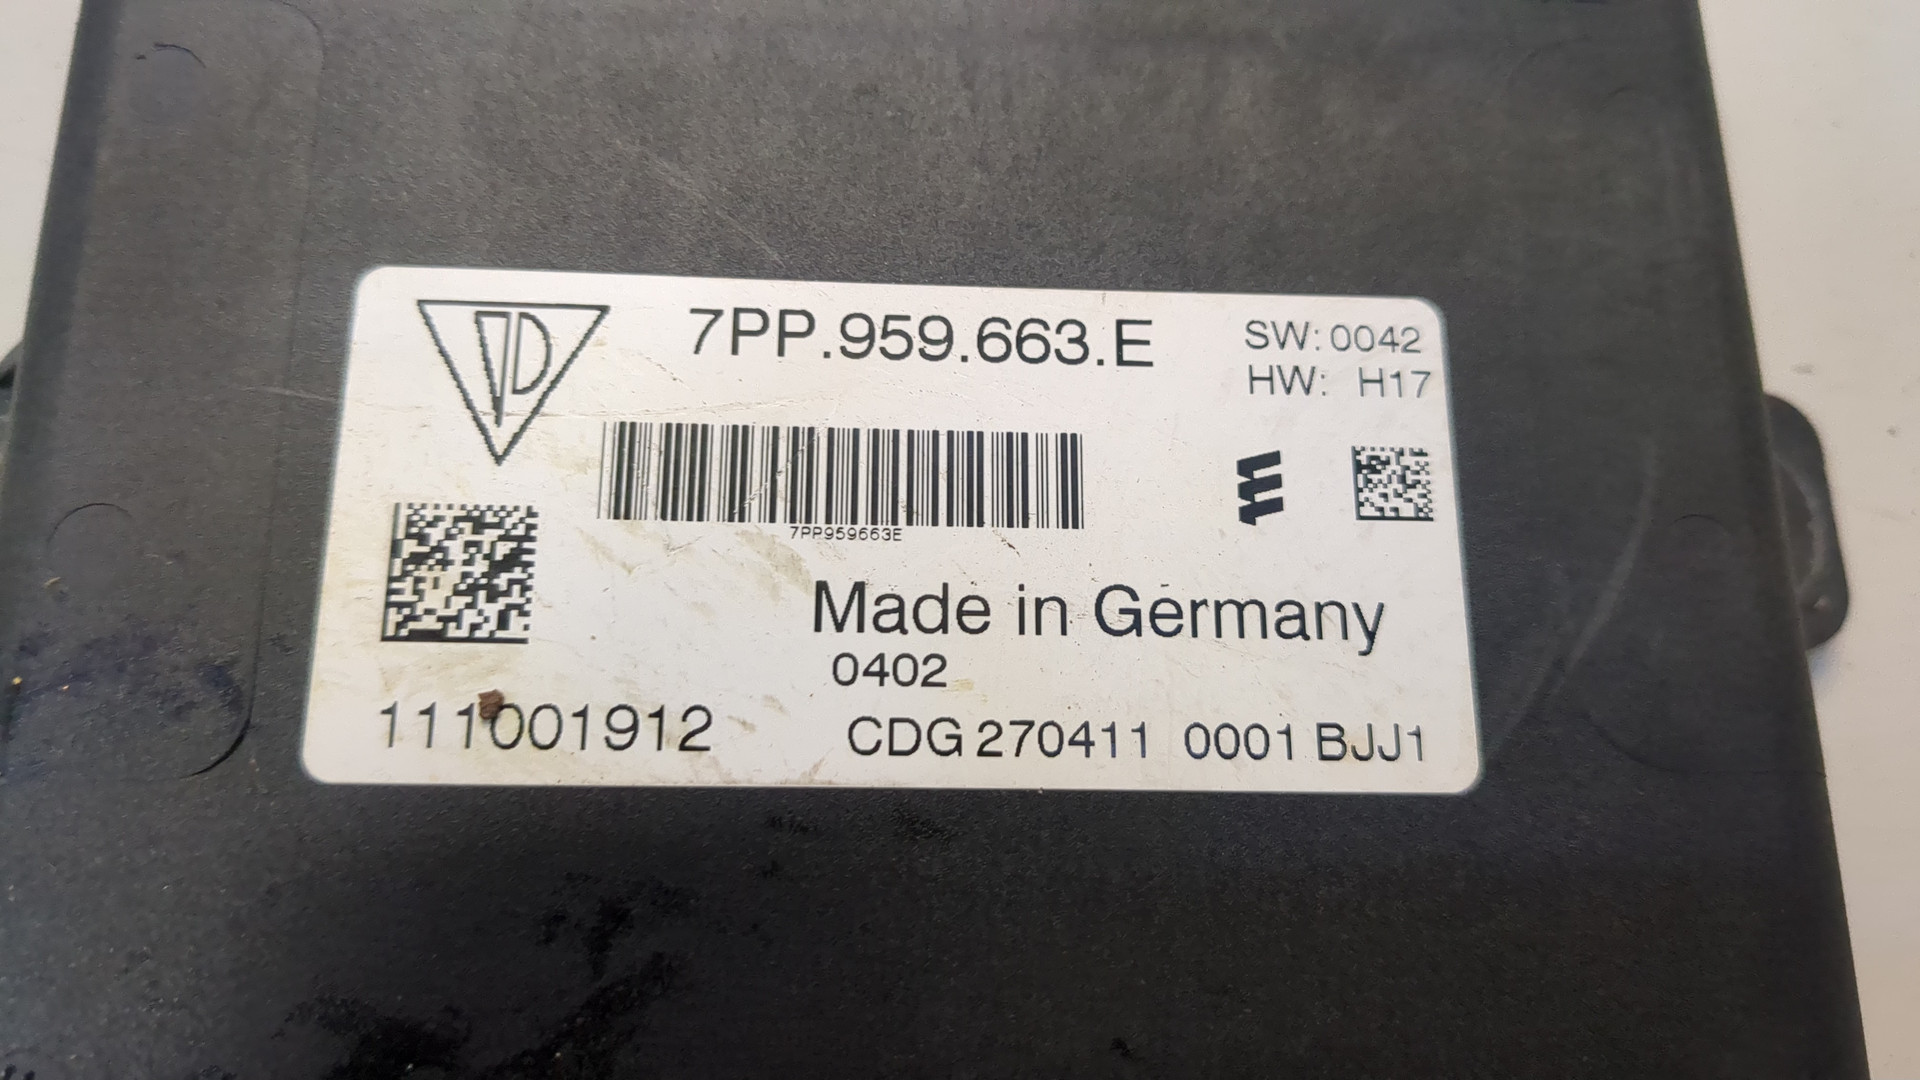 7PP.959.663.E
SW: 0042
HW: H17
7PP959663E
Made in Germany
0402
111001912
CDG 270411 0001 BJJ1